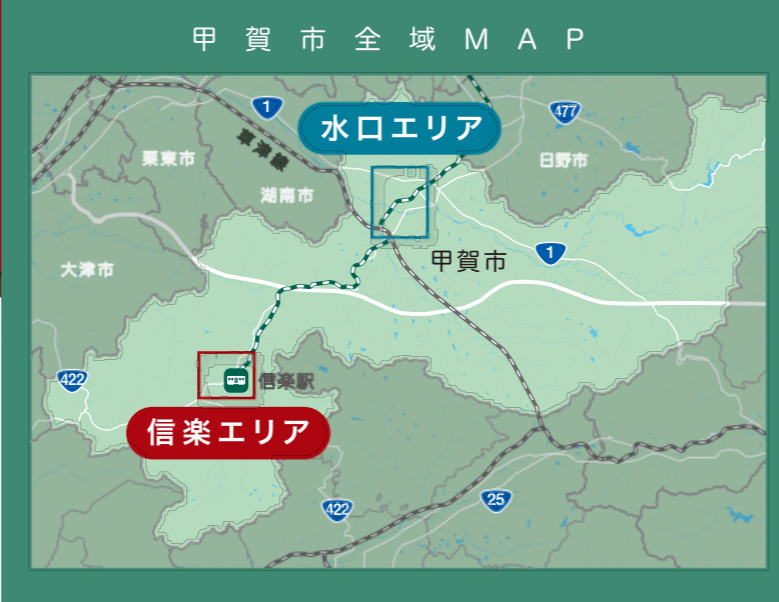 甲賀市全域MAP
1
水口エリア
477
草津線
栗東市
日野市
湖南市
大津市
甲賀市
1
422
信楽駅
信楽エリア
422
25